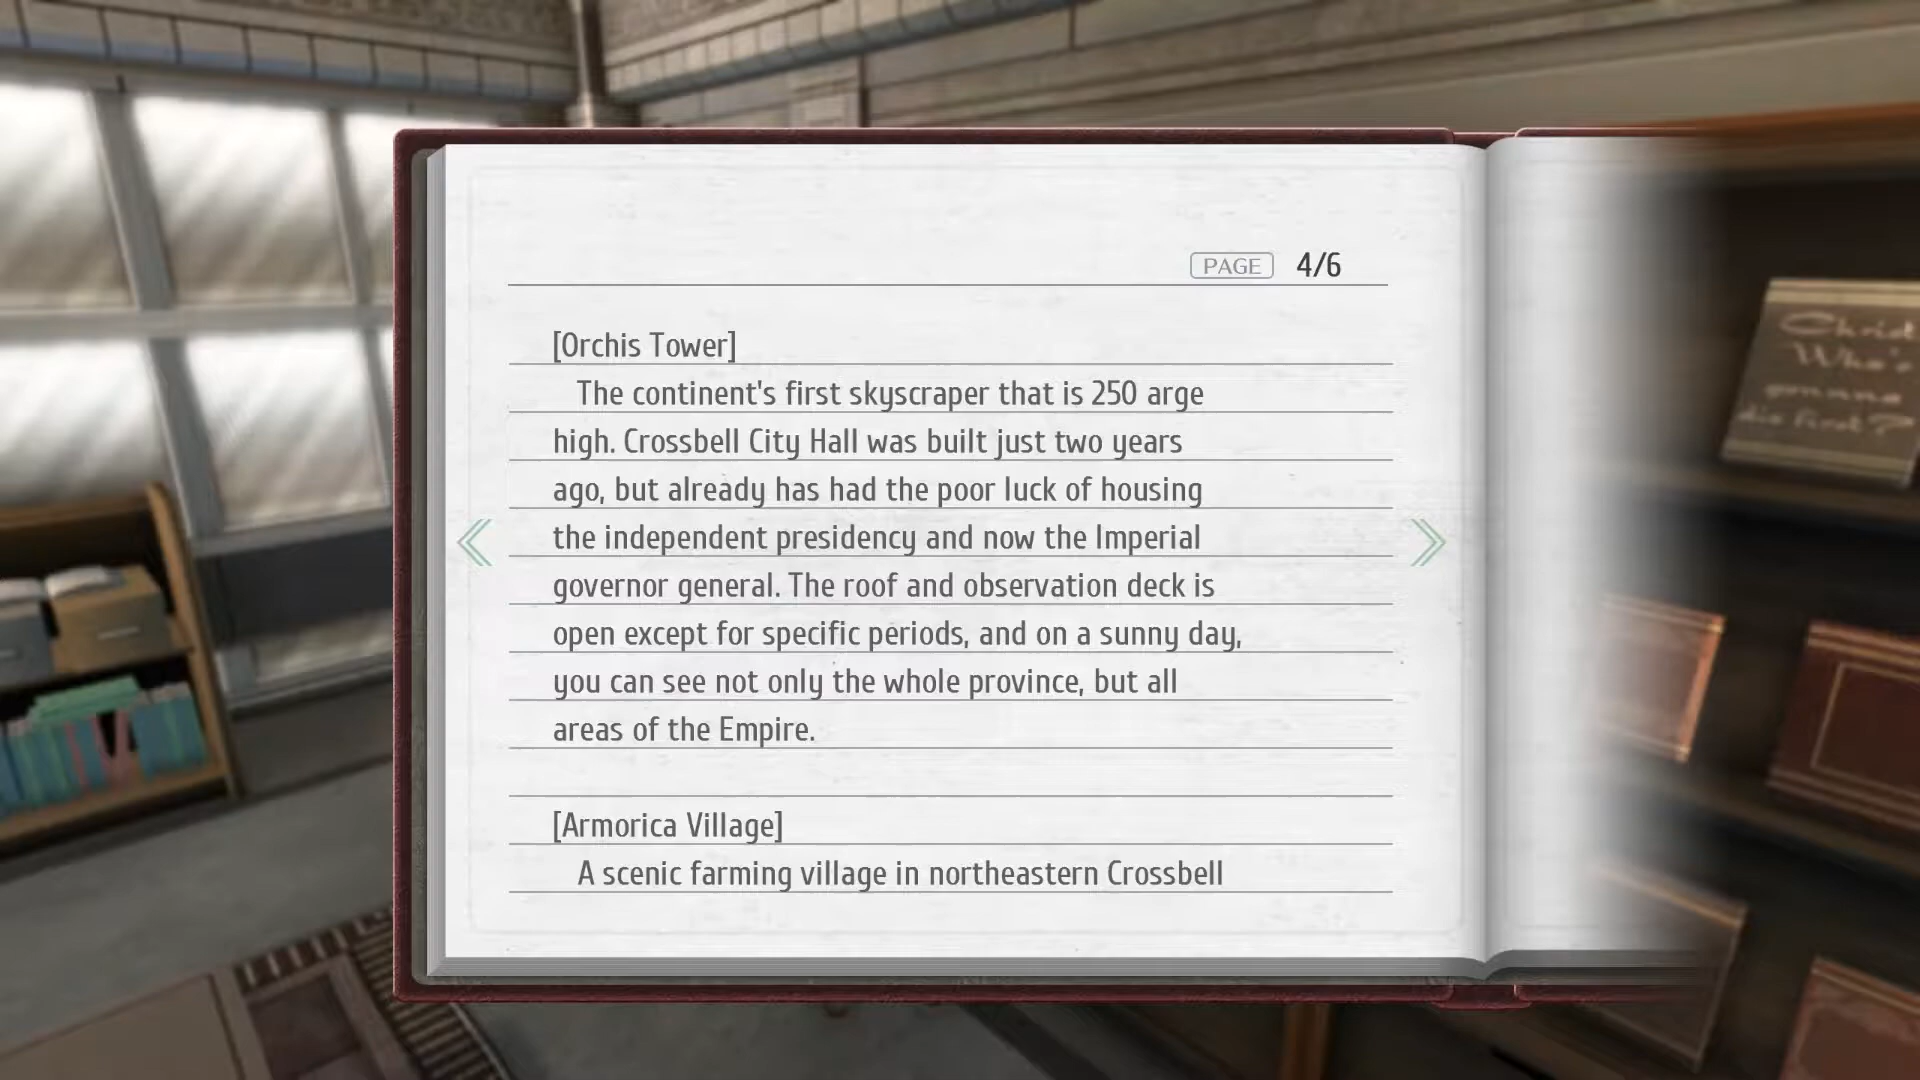 PAGE 4/6
[Orchis Tower]
The continent's first skyscraper that is 250 arge
high. Crossbell City Hall was built just two years
ago, but already has had the poor luck of housing
the independent presidency and now the Imperial
governor general. The roof and observation deck is
open except for specific periods, and on a sunny day,
you can see not only the whole province, but all
areas of the Empire.
[Armorica Village]
A scenic farming village in northeastern Crossbell
Who's
gonna
die first?